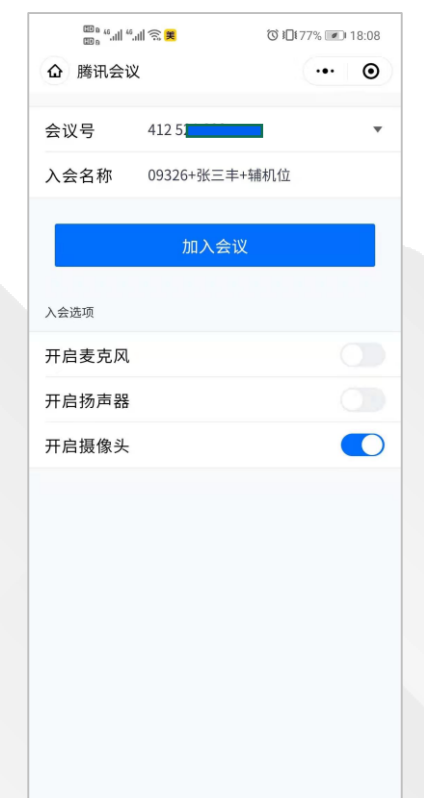 美 77% 18:08
腾讯会议
会议号 412 5
入会名称 09326+张三丰+辅机位
加入会议
入会选项
开启麦克风
开启扬声器
开启摄像头